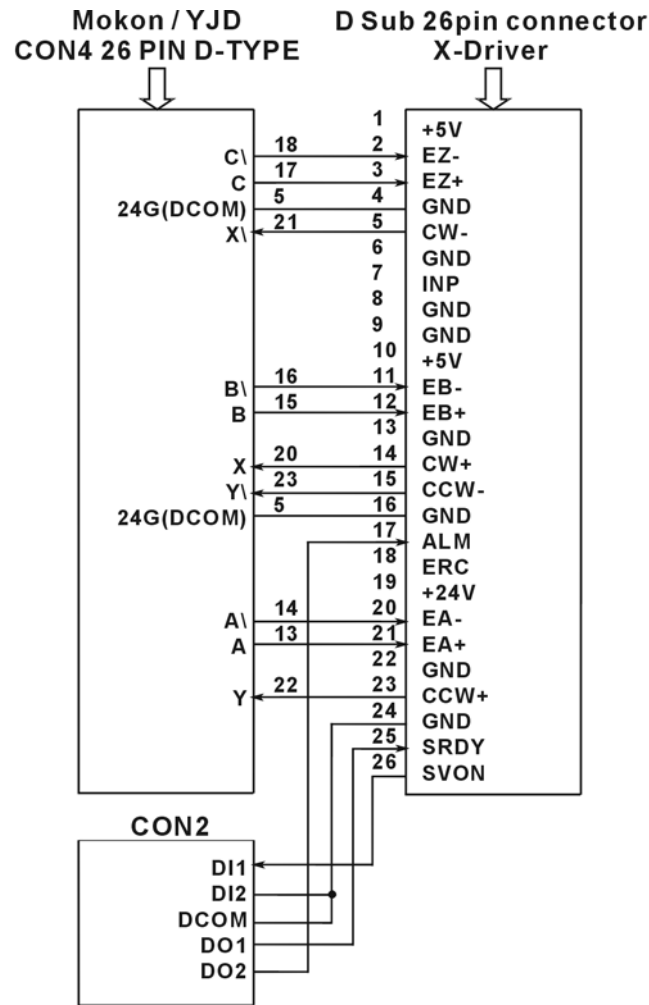 Mokon / YJD
CON4 26 PIN D-TYPE
D Sub 26pin connector
X-Driver
1
+5V
C\ 18 2 EZ-
C 17 3 EZ+
24G(DCOM) 5 4 GND
X\ 21 5 CW-
6
GND
7
INP
8
GND
9
GND
10
+5V
B\ 16 11 EB-
B 15 12 EB+
13
GND
X 20 14 CW+
Y\ 23 15 CCW-
24G(DCOM) 5 16 GND
17
ALM
18
ERC
19
+24V
A\ 14 20 EA-
A 13 21 EA+
22
GND
Y 22 23 CCW+
24
GND
25
SRDY
26
SVON
CON2
DI1
DI2
DCOM
DO1
DO2